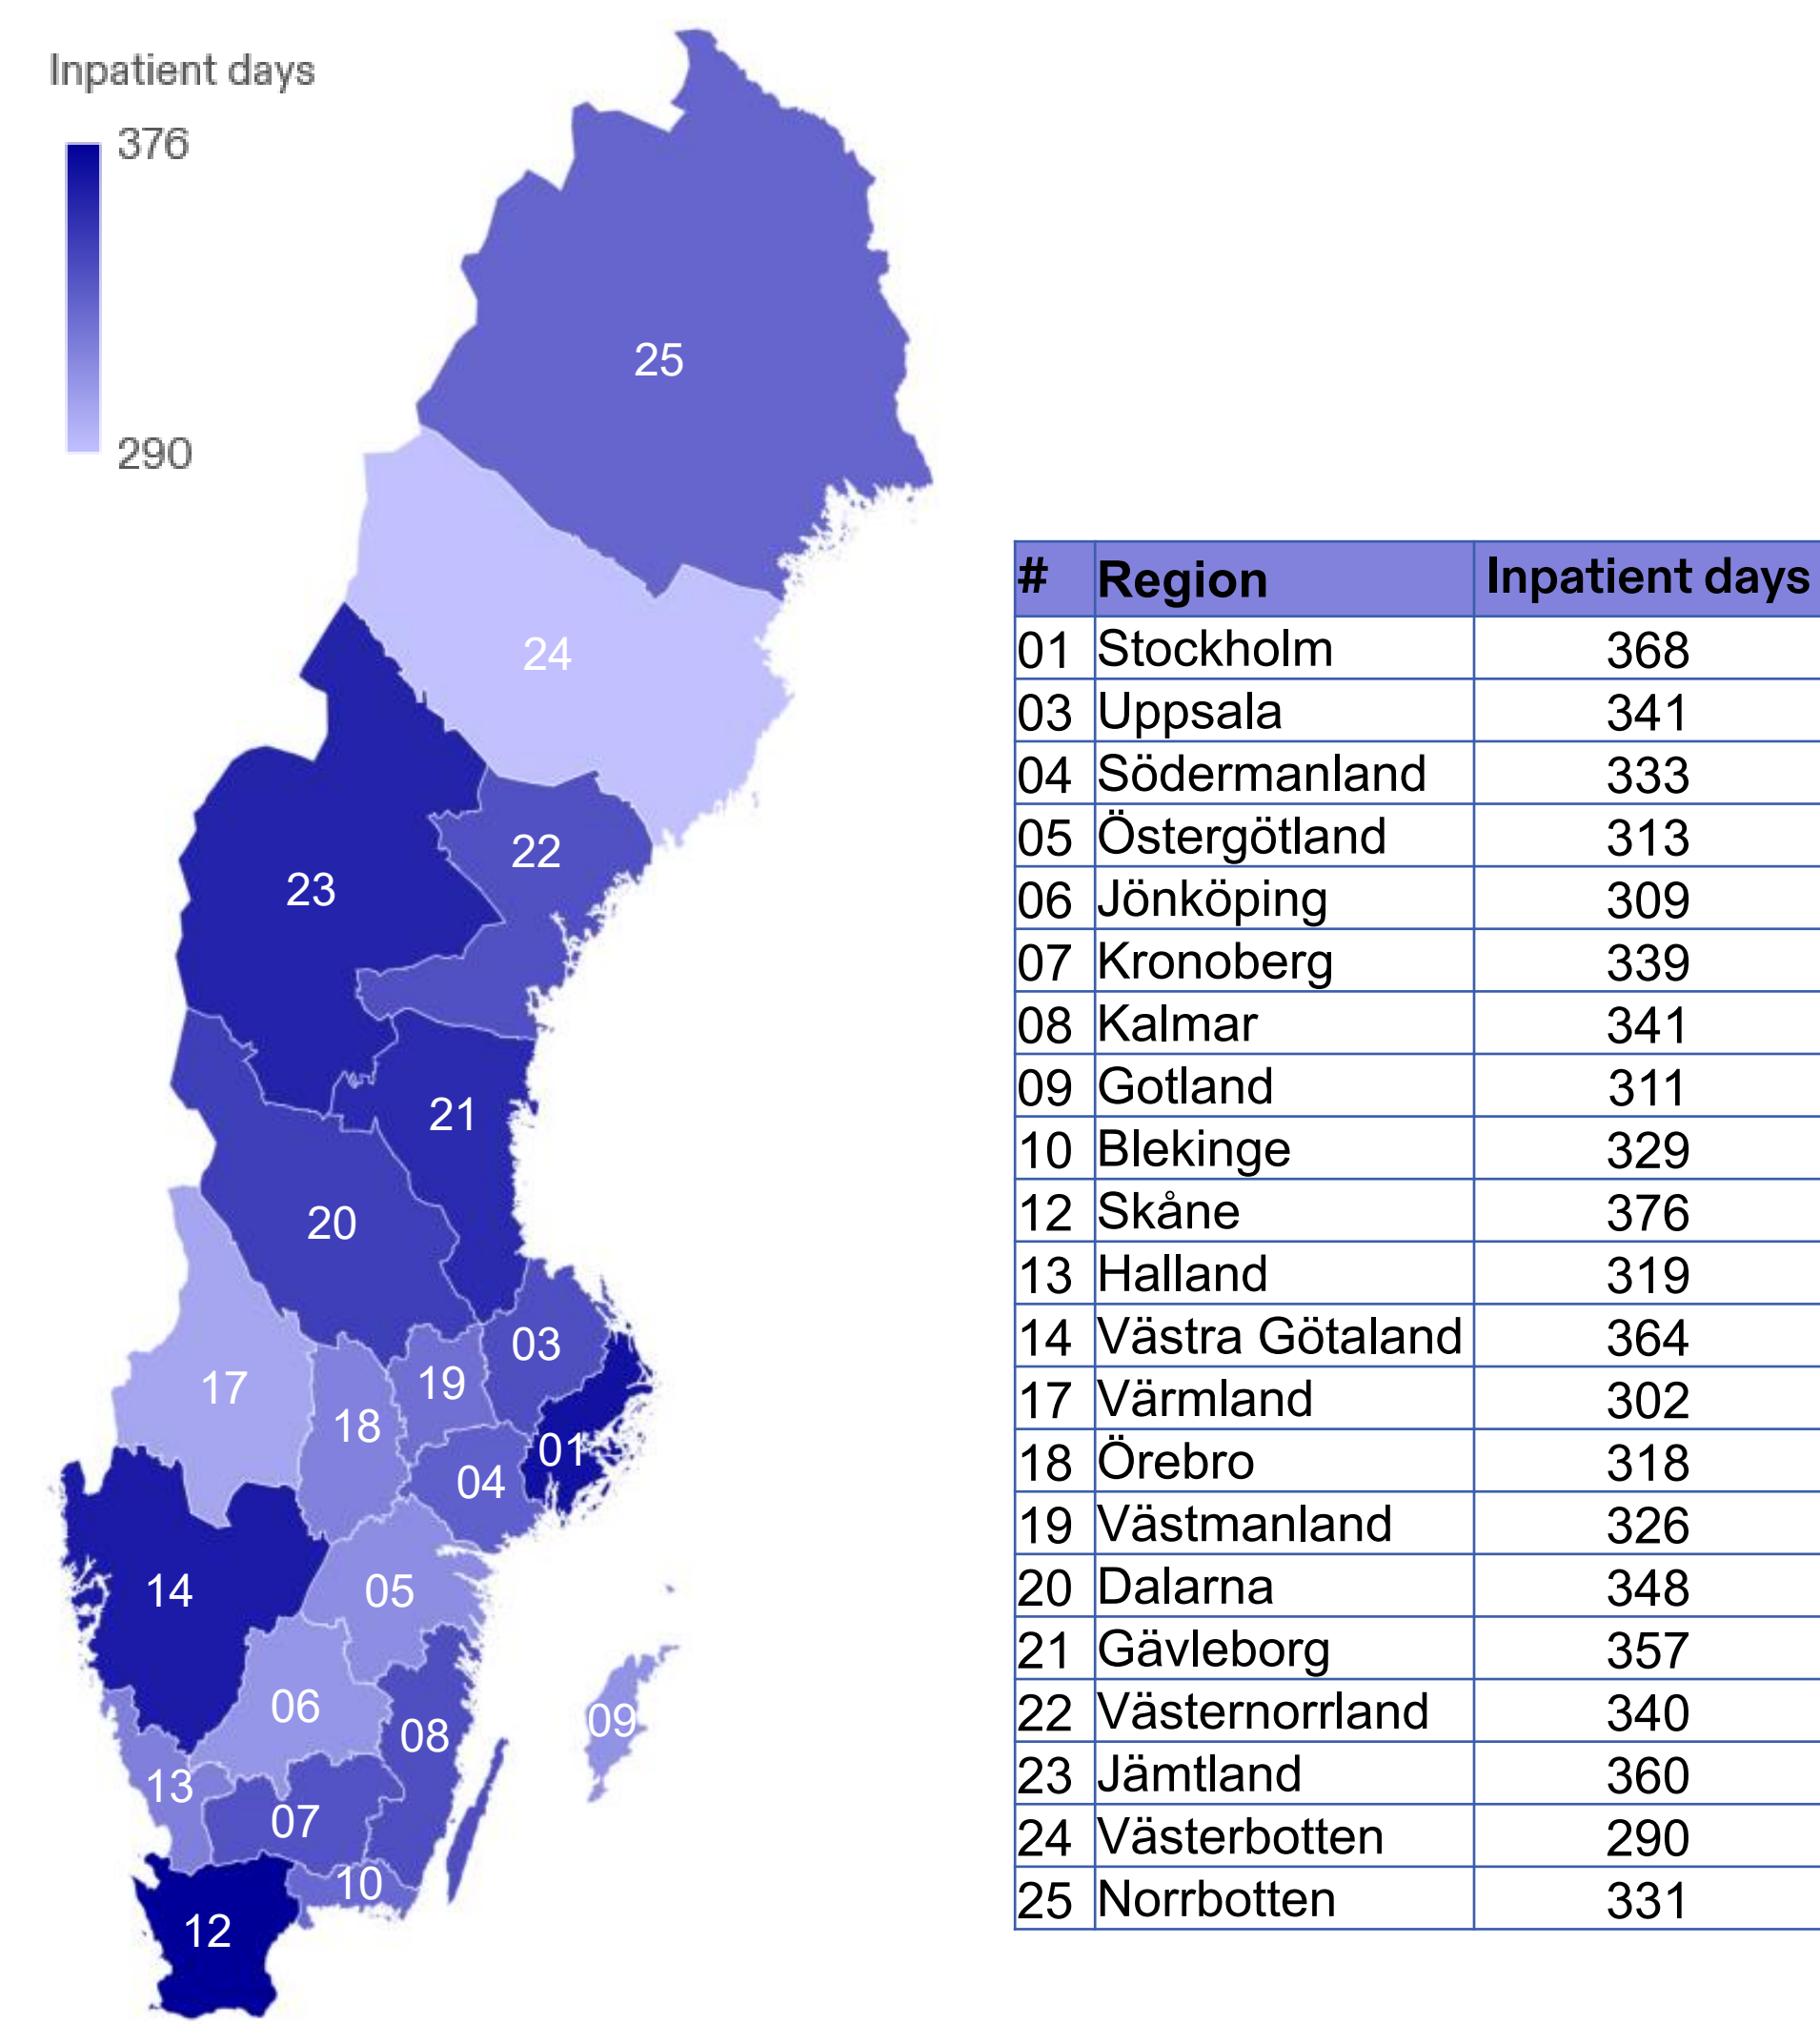 Inpatient days
376
290
25
24
22
23
21
20
03
17
19
18
01
04
14
05
06
09
08
13
07
10
12
# Region Inpatient days
01 Stockholm 368
03 Uppsala 341
04 Södermanland 333
05 Östergötland 313
06 Jönköping 309
07 Kronoberg 339
08 Kalmar 341
09 Gotland 311
10 Blekinge 329
12 Skåne 376
13 Halland 319
14 Västra Götaland 364
17 Värmland 302
18 Örebro 318
19 Västmanland 326
20 Dalarna 348
21 Gävleborg 357
22 Västernorrland 340
23 Jämtland 360
24 Västerbotten 290
25 Norrbotten 331